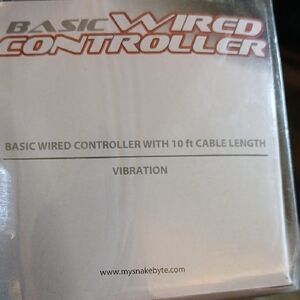 BASIC WIRED
CONTROLLER
BASIC WIRED CONTROLLER WITH 10 ft CABLE LENGTH
VIBRATION
www.mysnakebyte.com